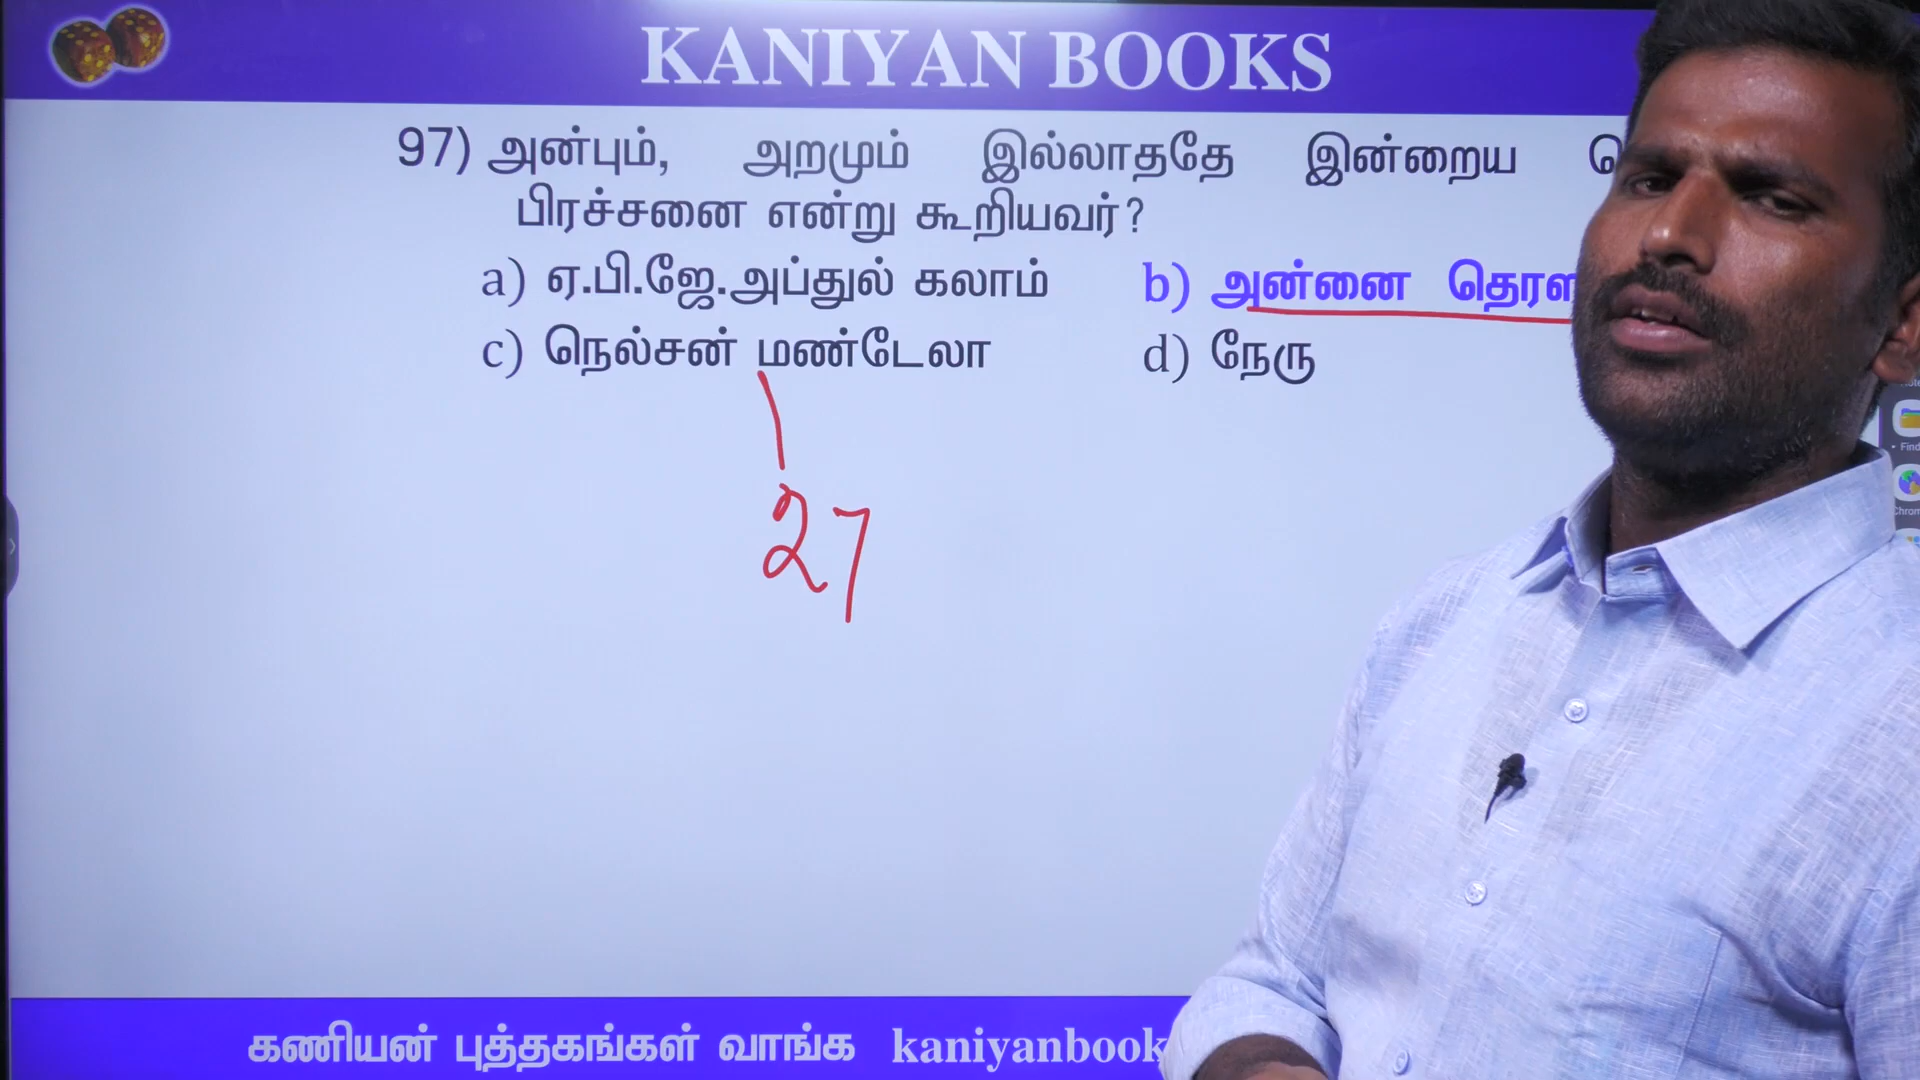 KANIYAN BOOKS
97) அன்பும், அறமும் இல்லாததே இன்றைய
பிரச்சனை என்று கூறியவர்?
a) ஏ.பி.ஜே.அப்துல் கலாம் b) அன்னை
c) நெல்சன் மண்டேலா d) நேரு
27
கணியன் புத்தகங்கள் வாங்க kaniyanbook